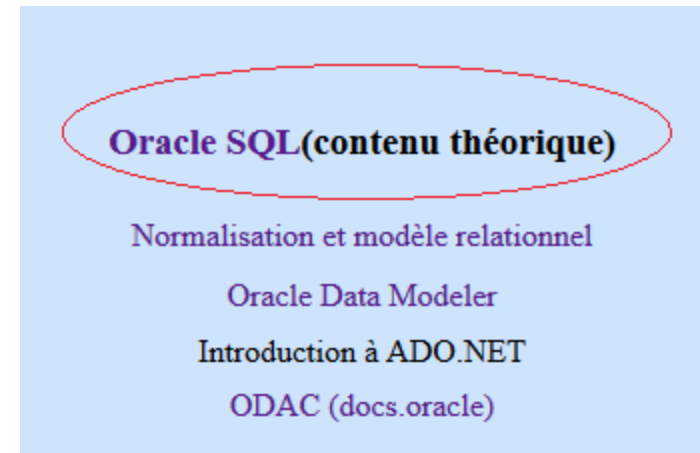 Oracle SQL(contenu théorique)
Normalisation et modèle relationnel
Oracle Data Modeler
Introduction à ADO.NET
ODAC (docs.oracle)